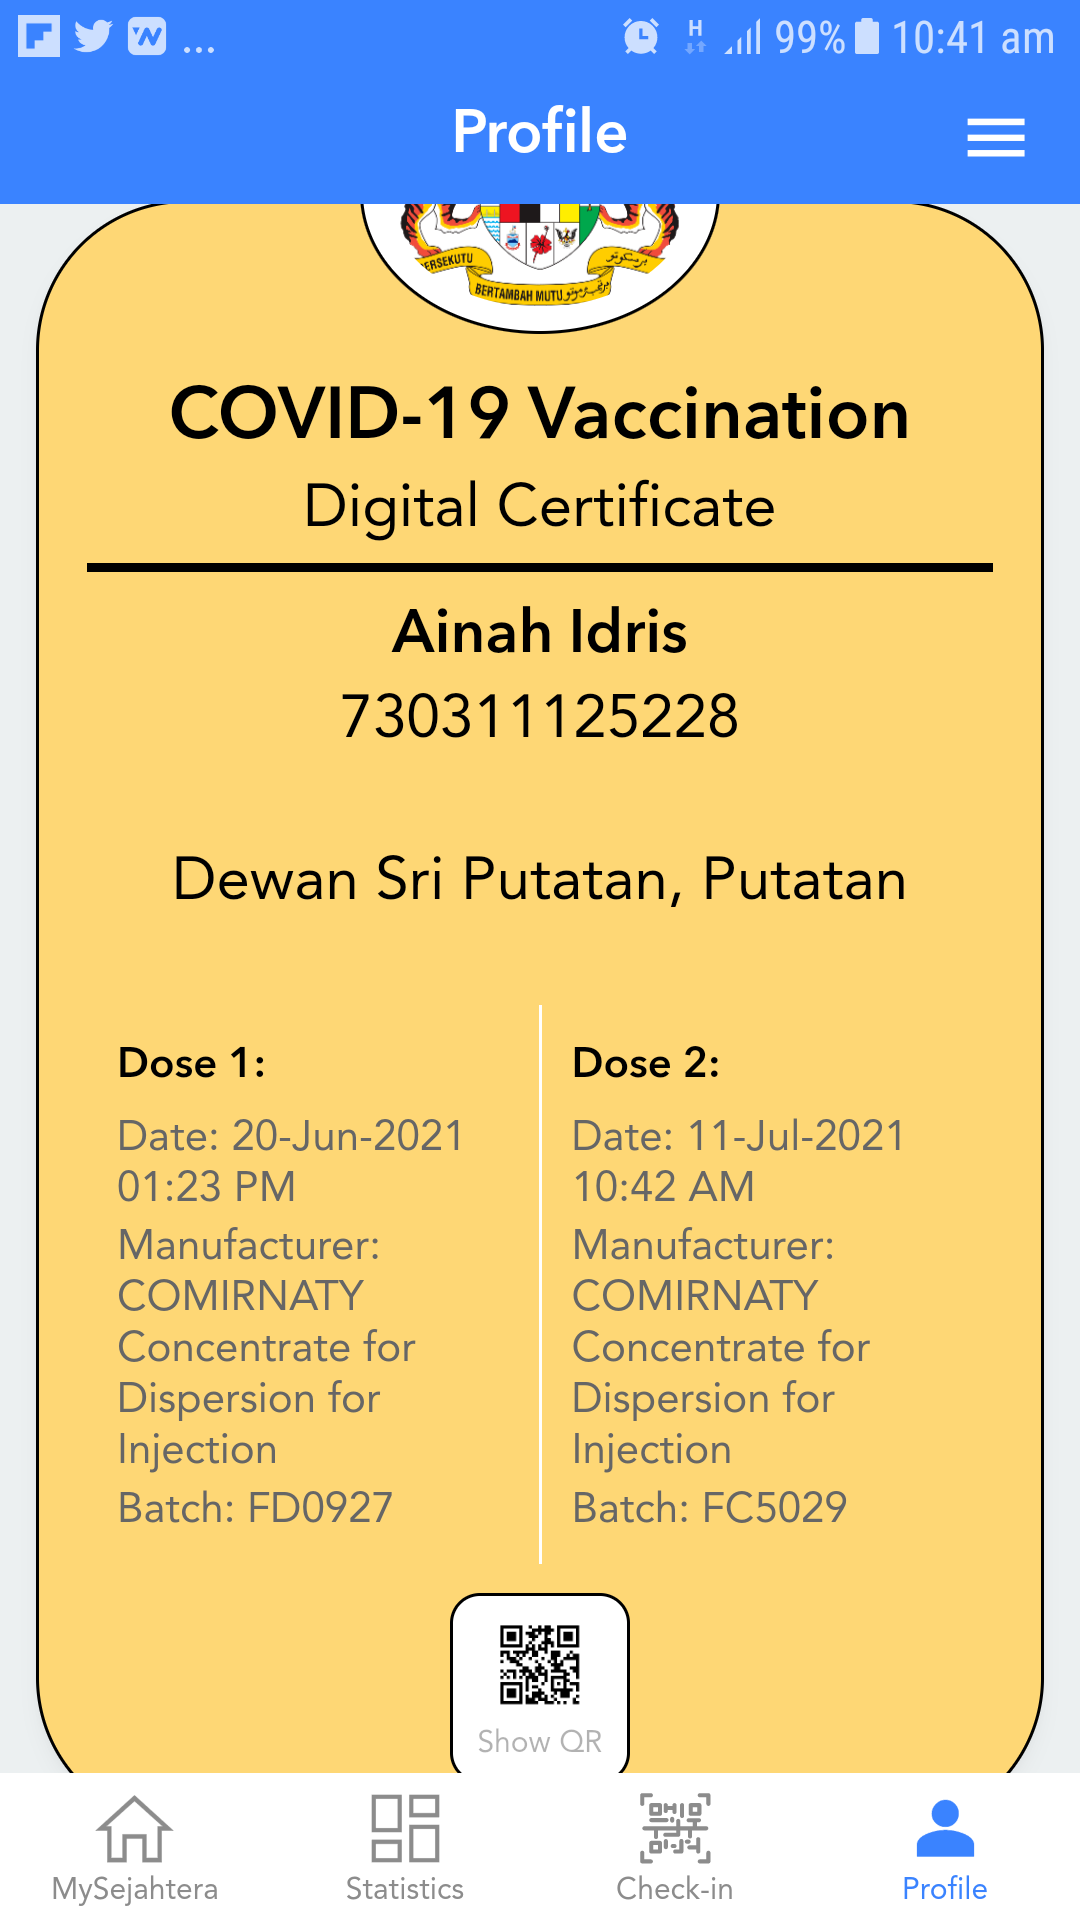 ... H 99% 10:41 am
Profile
ERSEKUTU برسكوتو
BERTAMBAH MUTU
COVID-19 Vaccination
Digital Certificate
Ainah Idris
730311125228
Dewan Sri Putatan, Putatan
Dose 1:
Date: 20-Jun-2021
01:23 PM
Manufacturer:
COMIRNATY
Concentrate for
Dispersion for
Injection
Batch: FD0927
Dose 2:
Date: 11-Jul-2021
10:42 AM
Manufacturer:
COMIRNATY
Concentrate for
Dispersion for
Injection
Batch: FC5029
Show QR
MySejahtera
Statistics
Check-in
Profile